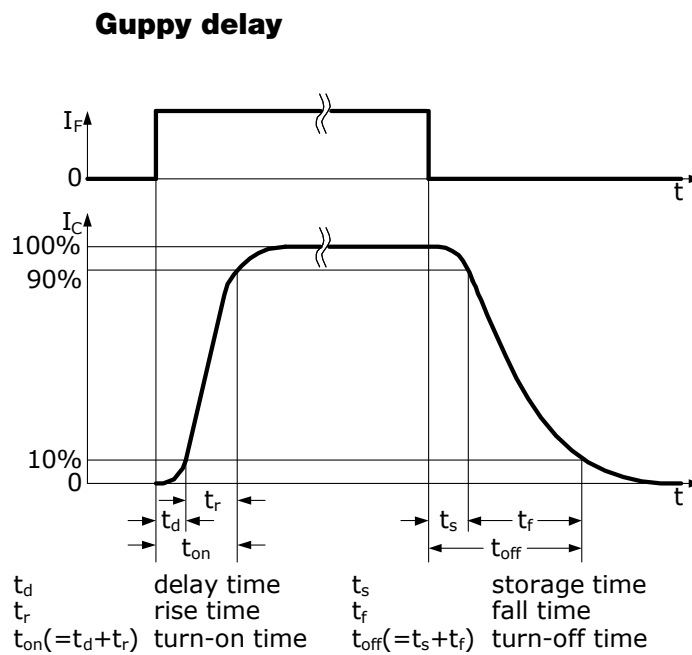 Guppy delay
I_F
0
t
I_C
100%
90%
10%
0
t
t_r
t_d
t_s
t_f
t_on
t_off
t_d delay time t_s storage time
t_r rise time t_f fall time
t_on(=t_d+t_r) turn-on time t_off(=t_s+t_f) turn-off time